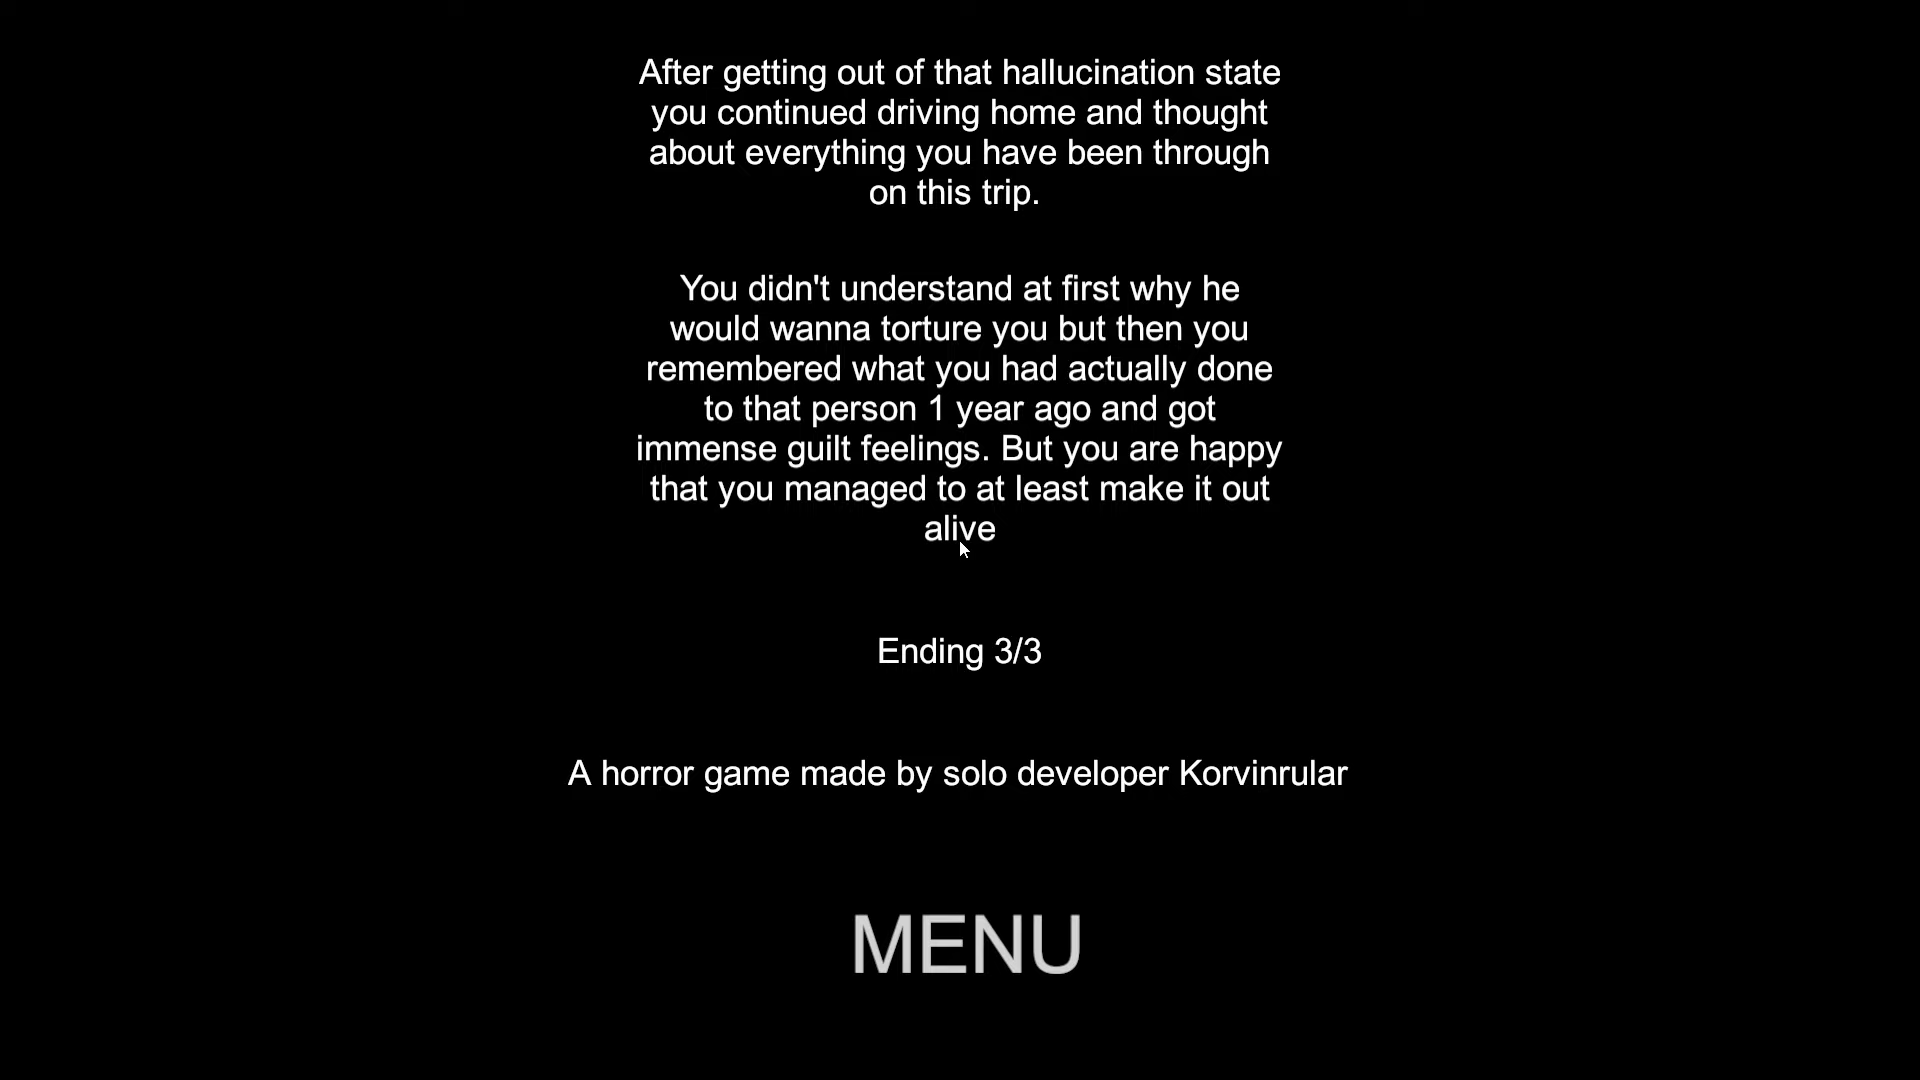 After getting out of that hallucination state
you continued driving home and thought
about everything you have been through
on this trip.
You didn't understand at first why he
would wanna torture you but then you
remembered what you had actually done
to that person 1 year ago and got
immense guilt feelings. But you are happy
that you managed to at least make it out
alive
Ending 3/3
A horror game made by solo developer Korvinrular
MENU